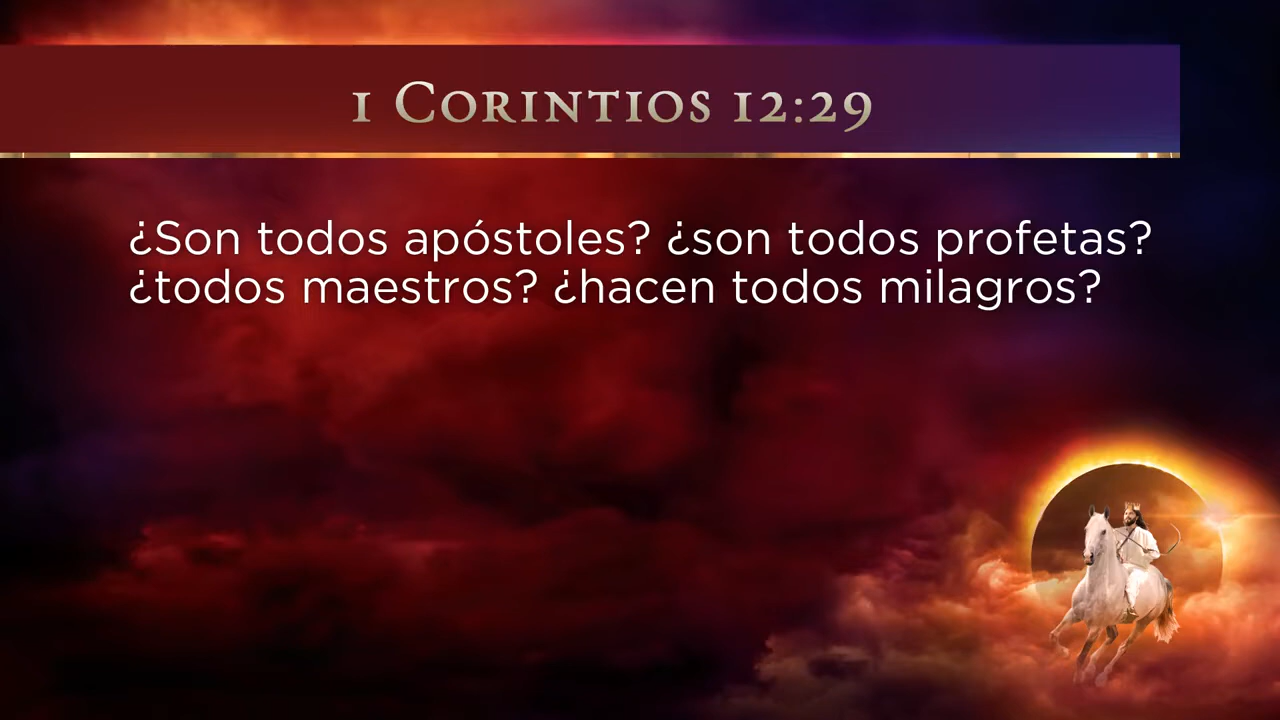 1 Corintios 12:29
¿Son todos apóstoles? ¿son todos profetas?
¿todos maestros? ¿hacen todos milagros?